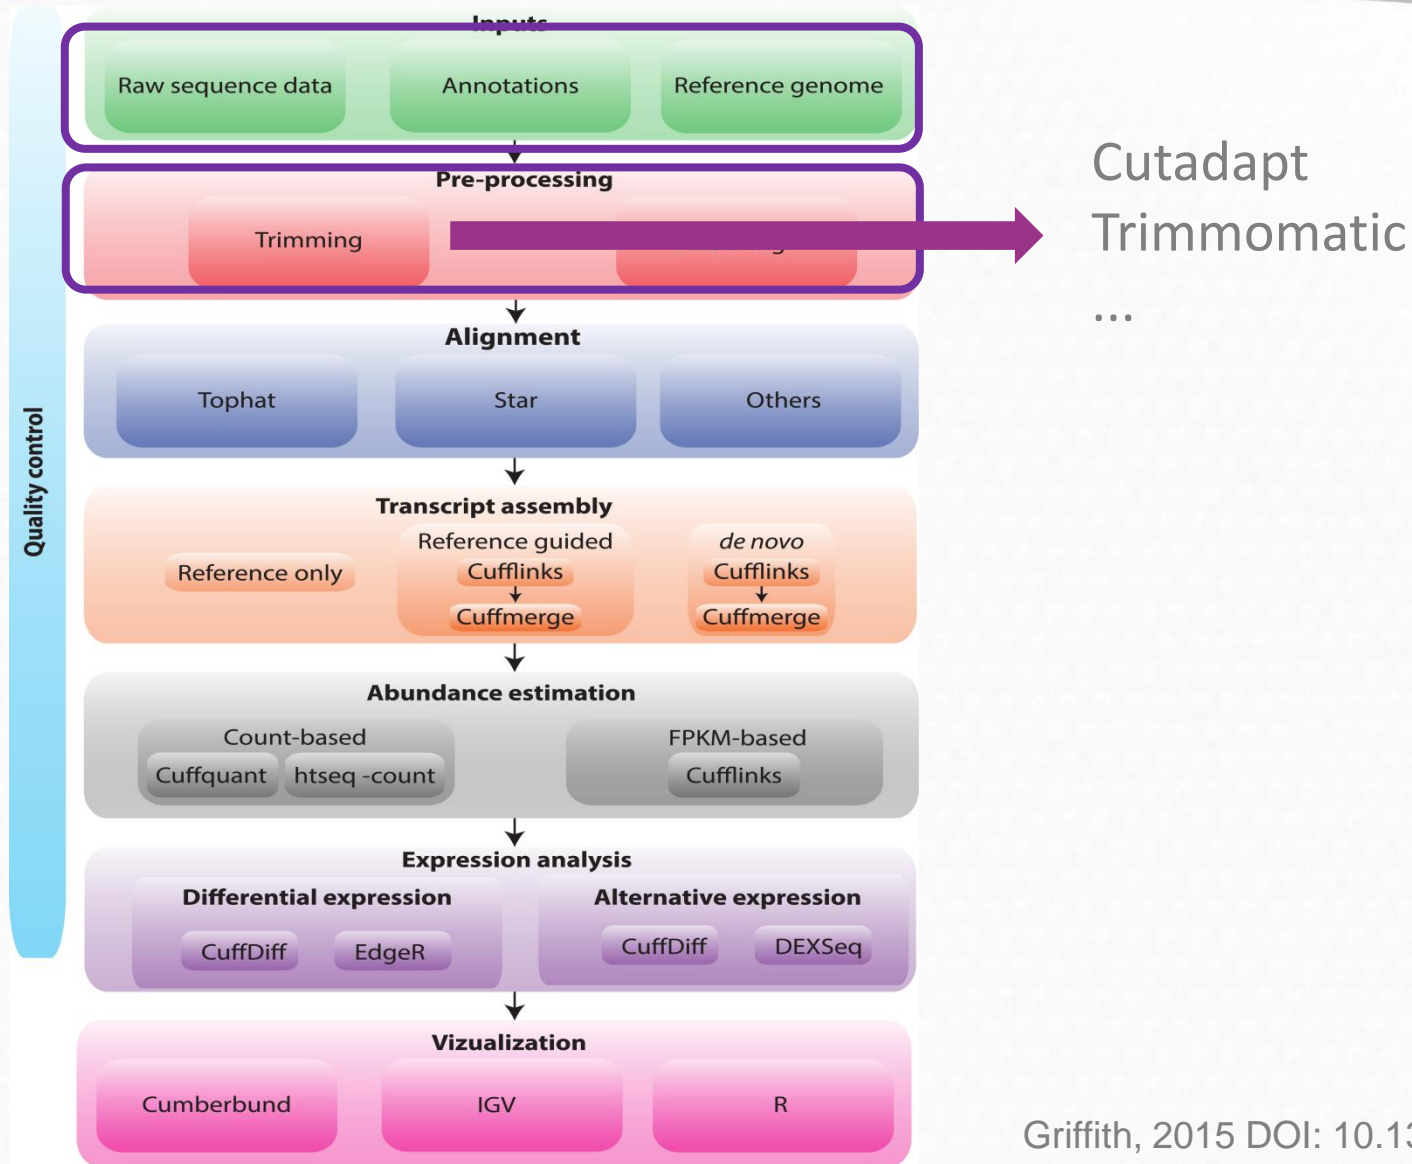 Inputs
Raw sequence data
Annotations
Reference genome
Pre-processing
Trimming
Cutadapt
Trimmomatic
...
Alignment
Tophat
Star
Others
Quality control
Transcript assembly
Reference only
Reference guided
Cufflinks
Cuffmerge
de novo
Cufflinks
Cuffmerge
Abundance estimation
Count-based
Cuffquant
htseq -count
FPKM-based
Cufflinks
Expression analysis
Differential expression
CuffDiff
EdgeR
Alternative expression
CuffDiff
DEXSeq
Vizualization
Cumberbund
IGV
R
Griffith, 2015 DOI: 10.13